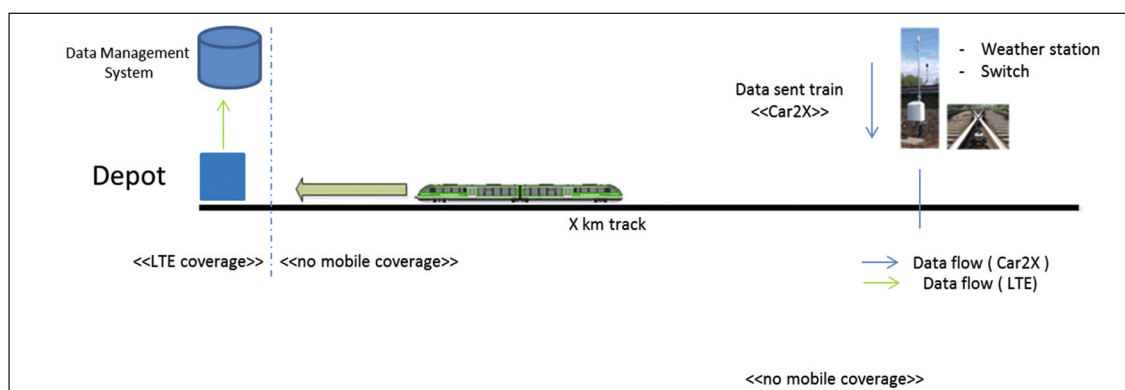 Data Management
System
- Weather station
- Switch
Data sent train
<<Car2X>>
Depot
X km track
<<LTE coverage>>
<<no mobile coverage>>
Data flow ( Car2X )
Data flow ( LTE)
<<no mobile coverage>>